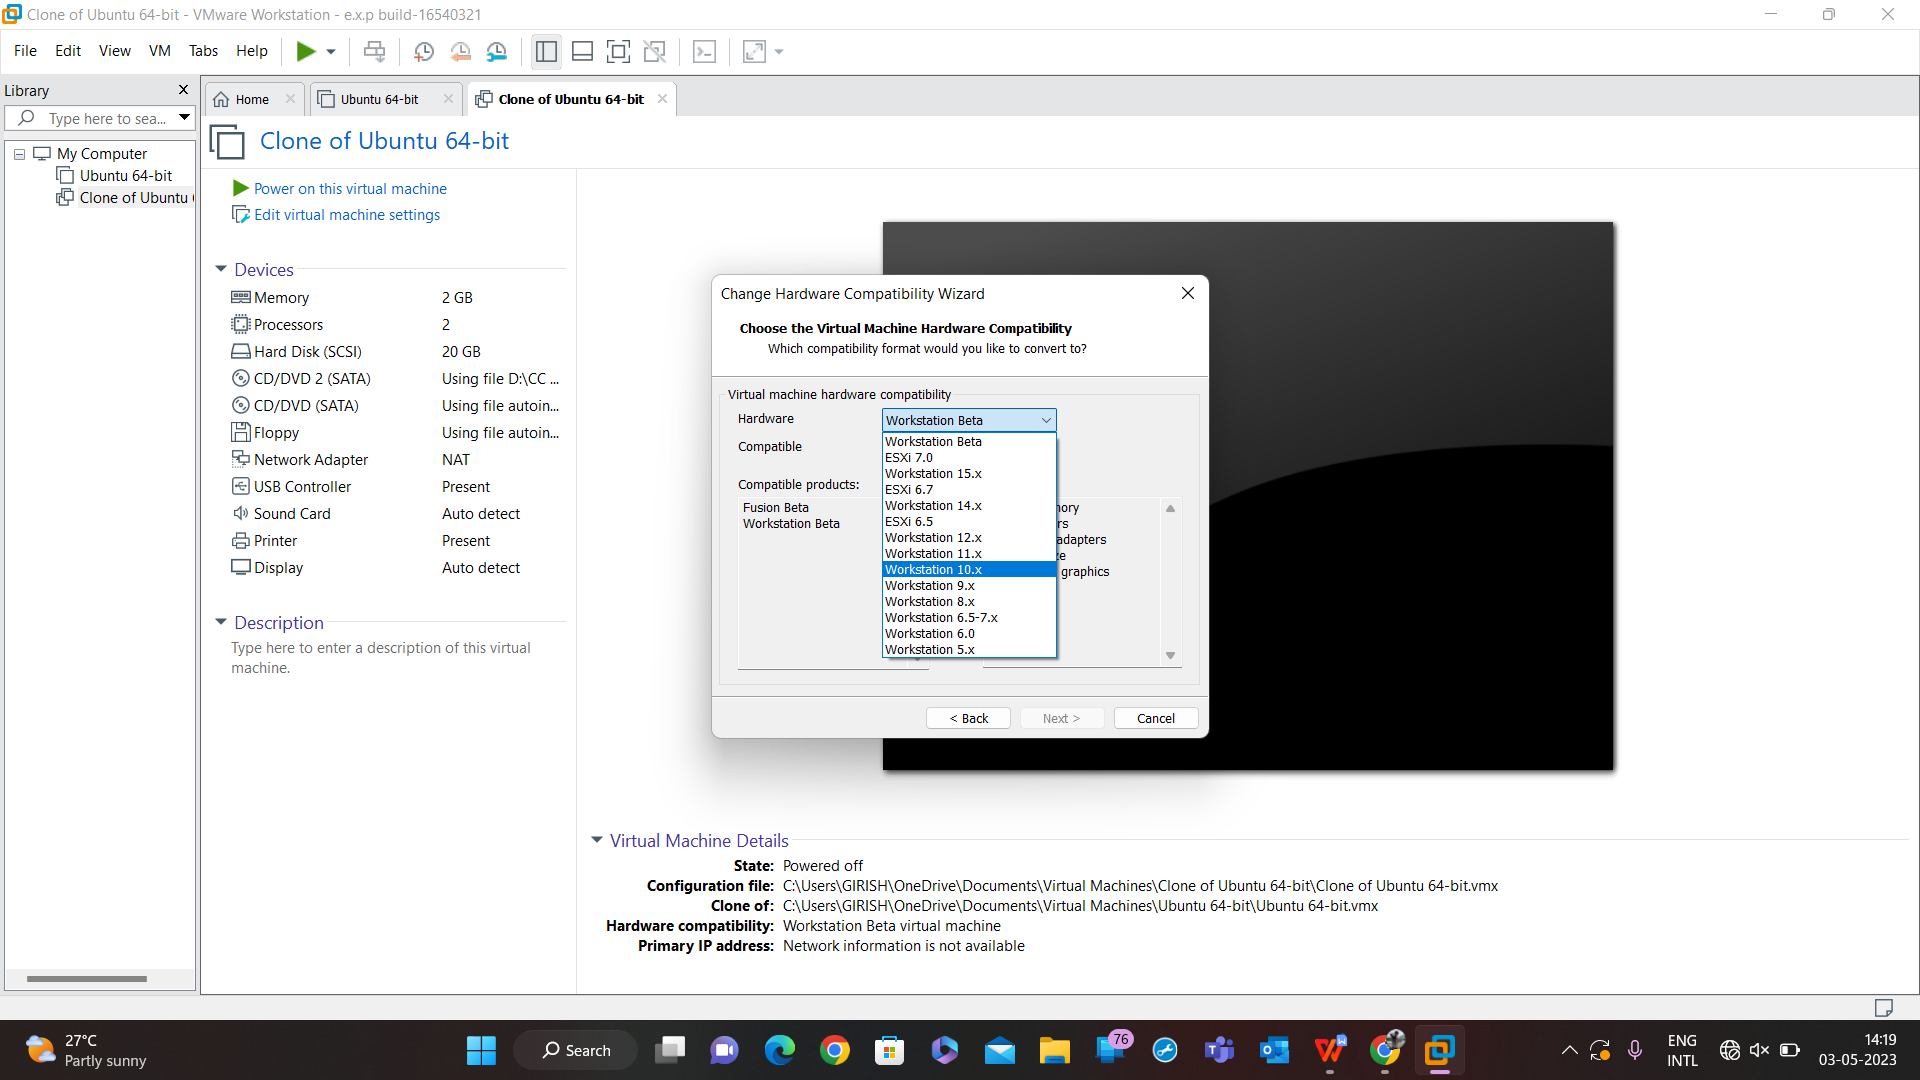 Clone of Ubuntu 64-bit - VMware Workstation - e.x.p build-16540321
File Edit View VM Tabs Help
Library
Type here to sea...
My Computer
Ubuntu 64-bit
Clone of Ubuntu
Home
Ubuntu 64-bit
Clone of Ubuntu 64-bit
Clone of Ubuntu 64-bit
Power on this virtual machine
Edit virtual machine settings
Devices
Memory 2 GB
Processors 2
Hard Disk (SCSI) 20 GB
CD/DVD 2 (SATA) Using file D:\CC ...
CD/DVD (SATA) Using file autoin...
Floppy Using file autoin...
Network Adapter NAT
USB Controller Present
Sound Card Auto detect
Printer Present
Display Auto detect
Description
Type here to enter a description of this virtual
machine.
Change Hardware Compatibility Wizard
Choose the Virtual Machine Hardware Compatibility
Which compatibility format would you like to convert to?
Virtual machine hardware compatibility
Hardware Workstation Beta
Compatible
Compatible products:
Fusion Beta
Workstation Beta
Workstation Beta
ESXi 7.0
Workstation 15.x
ESXi 6.7
Workstation 14.x
ESXi 6.5
Workstation 12.x
Workstation 11.x
Workstation 10.x
Workstation 9.x
Workstation 8.x
Workstation 6.5-7.x
Workstation 6.0
Workstation 5.x
ory
rs
adapters
e
graphics
< Back Next > Cancel
Virtual Machine Details
State: Powered off
Configuration file: C:\Users\GIRISH\OneDrive\Documents\Virtual Machines\Clone of Ubuntu 64-bit\Clone of Ubuntu 64-bit.vmx
Clone of: C:\Users\GIRISH\OneDrive\Documents\Virtual Machines\Ubuntu 64-bit\Ubuntu 64-bit.vmx
Hardware compatibility: Workstation Beta virtual machine
Primary IP address: Network information is not available
27°C
Partly sunny
Search
76
ENG
INTL
14:19
03-05-2023